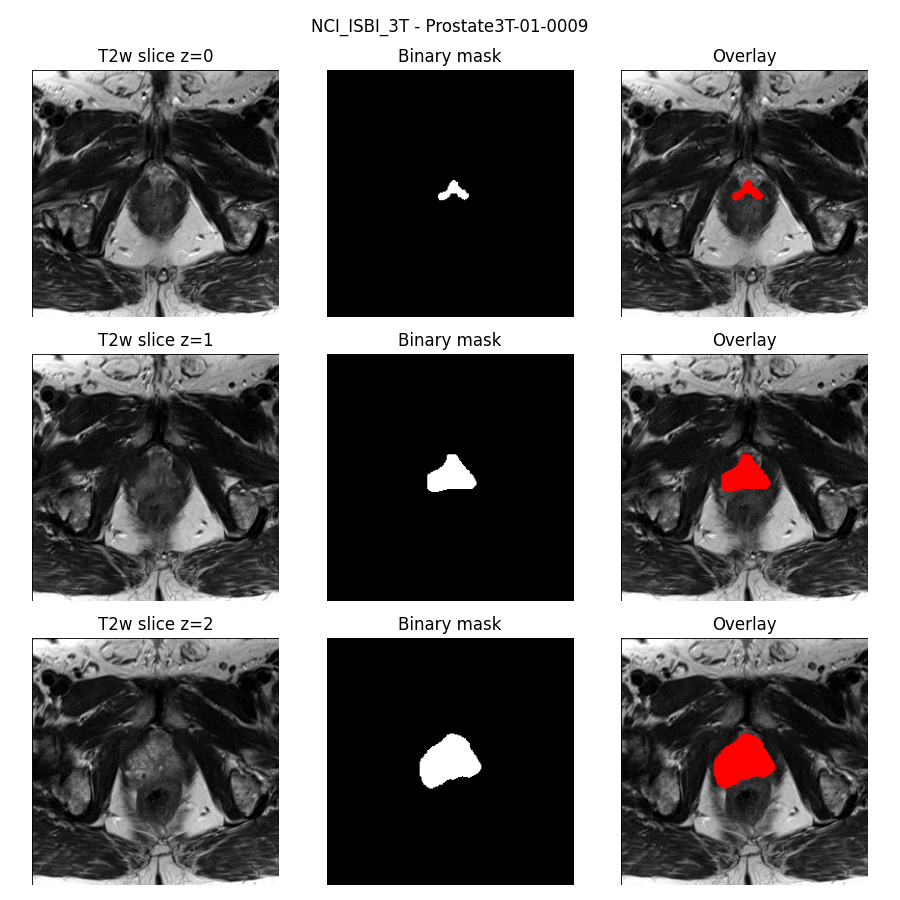 NCI_ISBI_3T - Prostate3T-01-0009
T2w slice z=0
Binary mask
Overlay
T2w slice z=1
Binary mask
Overlay
T2w slice z=2
Binary mask
Overlay